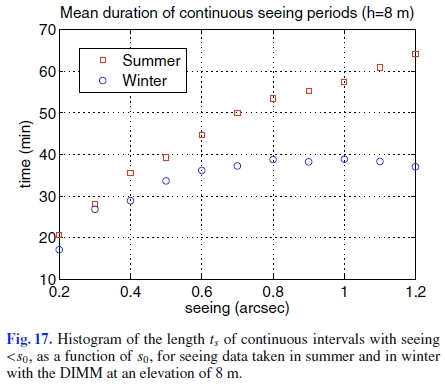 Mean duration of continuous seeing periods (h=8 m)
70
60
50
40
30
20
10
time (min)
Summer
Winter
0.2 0.4 0.6 0.8 1 1.2
seeing (arcsec)
Fig. 17. Histogram of the length ts of continuous intervals with seeing
<s0, as a function of s0, for seeing data taken in summer and in winter
with the DIMM at an elevation of 8 m.